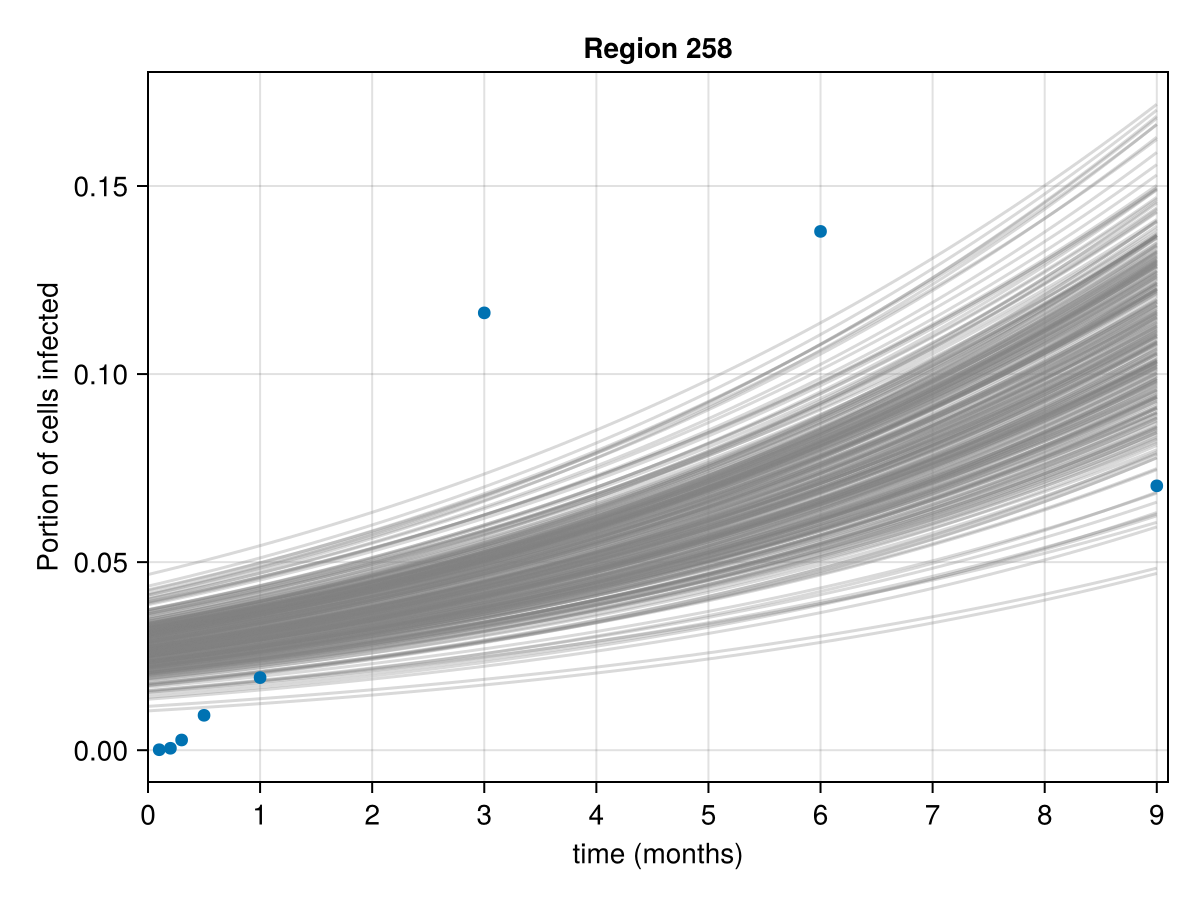 Region 258
Portion of cells infected
0.15
0.10
0.05
0.00
0 1 2 3 4 5 6 7 8 9
time (months)